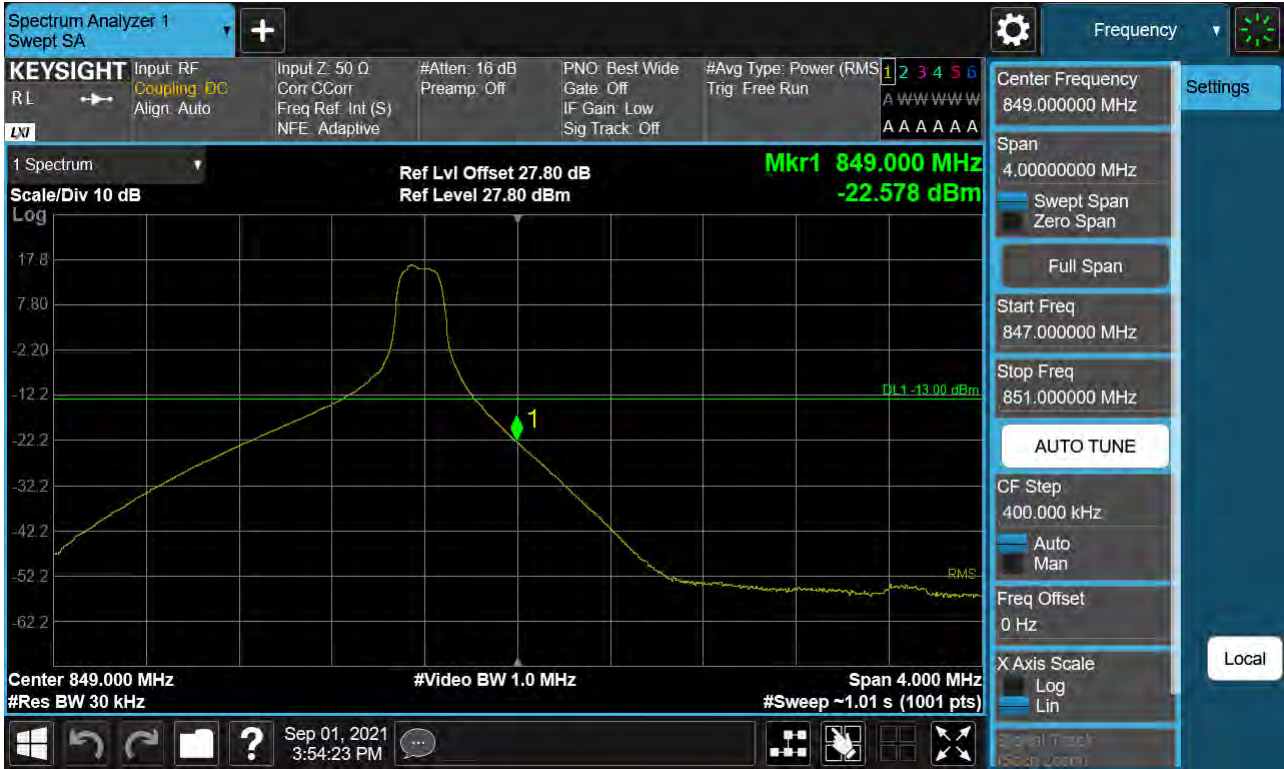 Spectrum Analyzer 1
Swept SA
+
Frequency
KEYSIGHT
RL
LXI
Input: RF
Coupling: DC
Align: Auto
Input Z: 50 Ω
Corr CCorr
Freq Ref: Int (S)
NFE: Adaptive
#Atten: 16 dB
Preamp: Off
PNO: Best Wide
Gate: Off
IF Gain: Low
Sig Track: Off
#Avg Type: Power (RMS
Trig: Free Run
1 2 3 4 5 6
A W W W W W
A A A A A A
1 Spectrum
Scale/Div 10 dB
Log
Ref Lvl Offset 27.80 dB
Ref Level 27.80 dBm
Mkr1 849.000 MHz
-22.578 dBm
17.8
7.80
-2.20
-12.2
-22.2
-32.2
-42.2
-52.2
-62.2
DL1 -13.00 dBm
1
RMS
Center 849.000 MHz
#Video BW 1.0 MHz
Span 4.000 MHz
#Res BW 30 kHz
#Sweep ~1.01 s (1001 pts)
Center Frequency
849.000000 MHz
Settings
Span
4.00000000 MHz
Swept Span
Zero Span
Full Span
Start Freq
847.000000 MHz
Stop Freq
851.000000 MHz
AUTO TUNE
CF Step
400.000 kHz
Auto
Man
Freq Offset
0 Hz
X Axis Scale
Log
Lin
Local
Signal Track
(Span Zoom)
?
Sep 01, 2021
3:54:23 PM